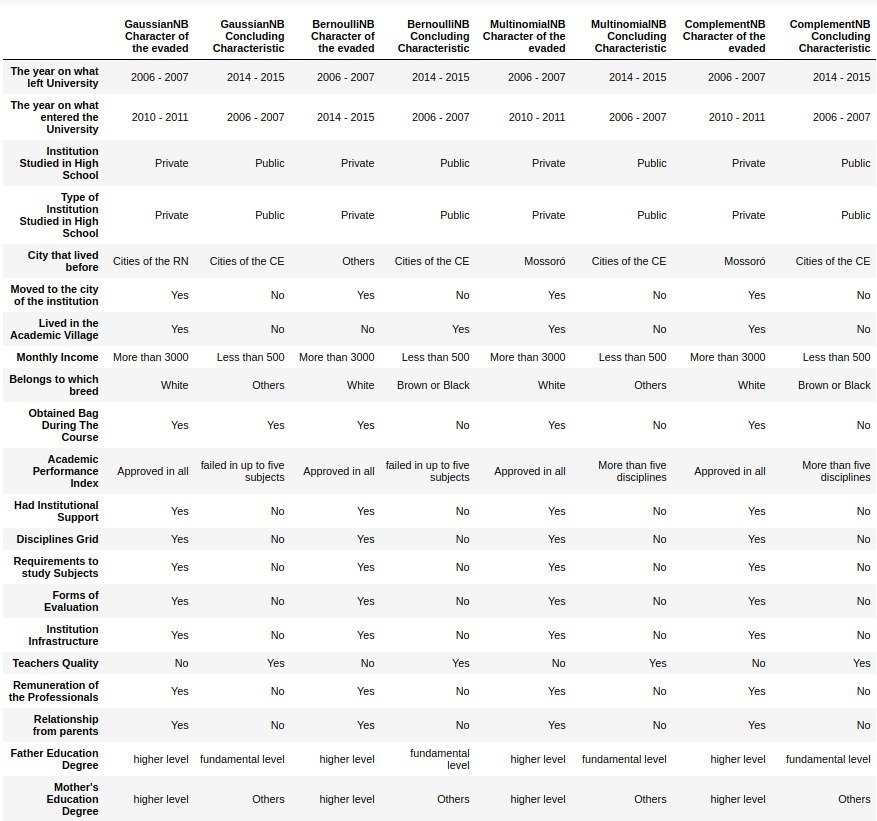 GaussianNB Character of the evaded GaussianNB Concluding Characteristic BernoulliNB Character of the evaded BernoulliNB Concluding Characteristic MultinomialNB Character of the evaded MultinomialNB Concluding Characteristic ComplementNB Character of the evaded ComplementNB Concluding Characteristic
The year on what left University 2006 - 2007 2014 - 2015 2006 - 2007 2014 - 2015 2006 - 2007 2014 - 2015 2006 - 2007 2014 - 2015
The year on what entered the University 2010 - 2011 2006 - 2007 2014 - 2015 2006 - 2007 2010 - 2011 2006 - 2007 2010 - 2011 2006 - 2007
Institution Studied in High School Private Public Private Public Private Public Private Public
Type of Institution Studied in High School Private Public Private Public Private Public Private Public
City that lived before Cities of the RN Cities of the CE Others Cities of the CE Mossoró Cities of the CE Mossoró Cities of the CE
Moved to the city of the institution Yes No Yes No Yes No Yes No
Lived in the Academic Village Yes No No Yes Yes No Yes No
Monthly Income More than 3000 Less than 500 More than 3000 Less than 500 More than 3000 Less than 500 More than 3000 Less than 500
Belongs to which breed White Others White Brown or Black White Others White Brown or Black
Obtained Bag During The Course Yes Yes Yes No Yes No Yes No
Academic Performance Index Approved in all failed in up to five subjects Approved in all failed in up to five subjects Approved in all More than five disciplines Approved in all More than five disciplines
Had Institutional Support Yes No Yes No Yes No Yes No
Disciplines Grid Yes No Yes No Yes No Yes No
Requirements to study Subjects Yes No Yes No Yes No Yes No
Forms of Evaluation Yes No Yes No Yes No Yes No
Institution Infrastructure Yes No Yes No Yes No Yes No
Teachers Quality No Yes No Yes No Yes No Yes
Remuneration of the Professionals Yes No Yes No Yes No Yes No
Relationship from parents Yes No Yes No Yes No Yes No
Father Education Degree higher level fundamental level higher level fundamental level higher level fundamental level higher level fundamental level
Mother's Education Degree higher level Others higher level Others higher level Others higher level Others